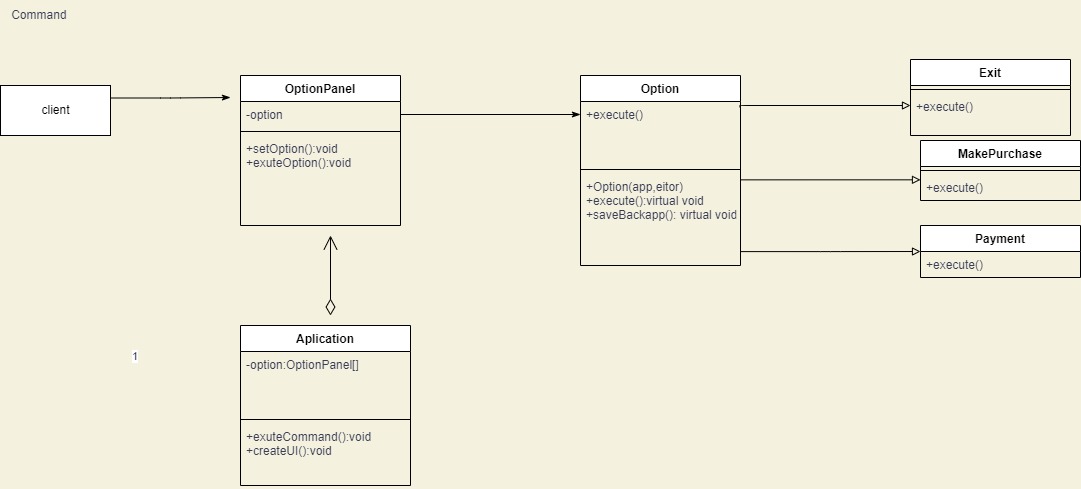 Command
client
OptionPanel
-option
+setOption():void
+exuteOption():void
Option
+execute()
+Option(app,eitor)
+execute():virtual void
+saveBackapp(): virtual void
Exit
+execute()
MakePurchase
+execute()
Payment
+execute()
1
Aplication
-option:OptionPanel[]
+exuteCommand():void
+createUI():void